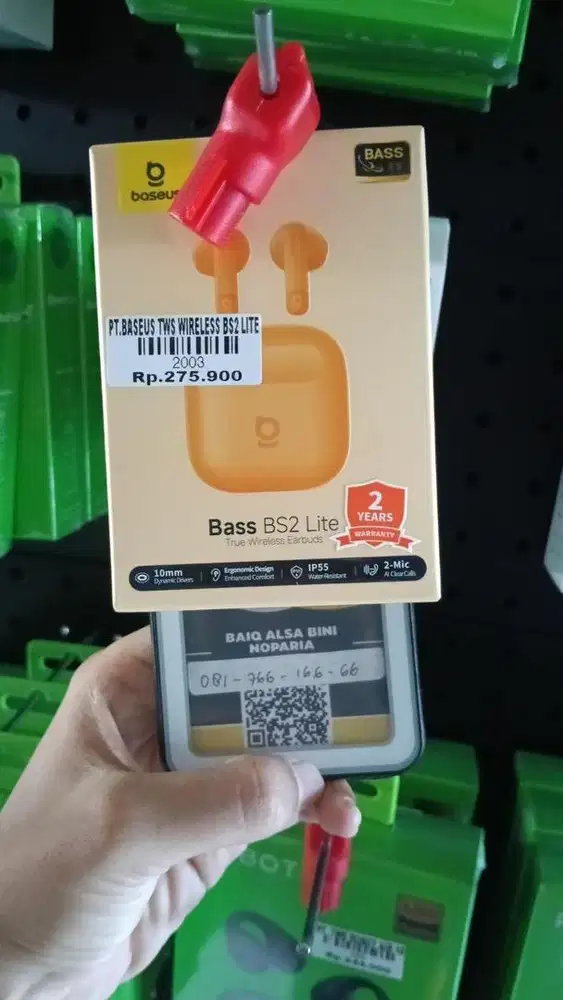 baseus
BASS
PT.BASEUS TWS WIRELESS BS2 LITE
2003
Rp.275.900
Bass BS2 Lite
True Wireless Earbuds
2
YEARS
WARRANTY
10mm
Dynamic Drivers
Ergonomic Design
Enhanced Comfort
IP55
Water-Resistant
2-Mic
AI Clear Calls
BAIQ ALSA BINI
NOPARIA
081-766-166-66
BOT